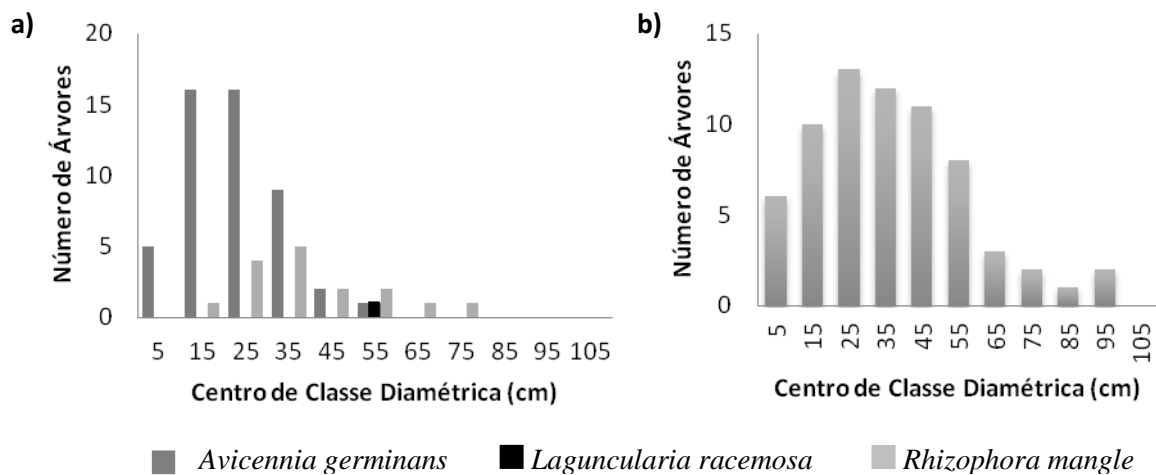 a)
Número de Árvores
20
15
10
5
0
5 15 25 35 45 55 65 75 85 95 105
Centro de Classe Diamétrica (cm)
b)
Número de Árvores
15
10
5
0
5 15 25 35 45 55 65 75 85 95 105
Centro de Classe Diamétrica (cm)
Avicennia germinans Laguncularia racemosa Rhizophora mangle